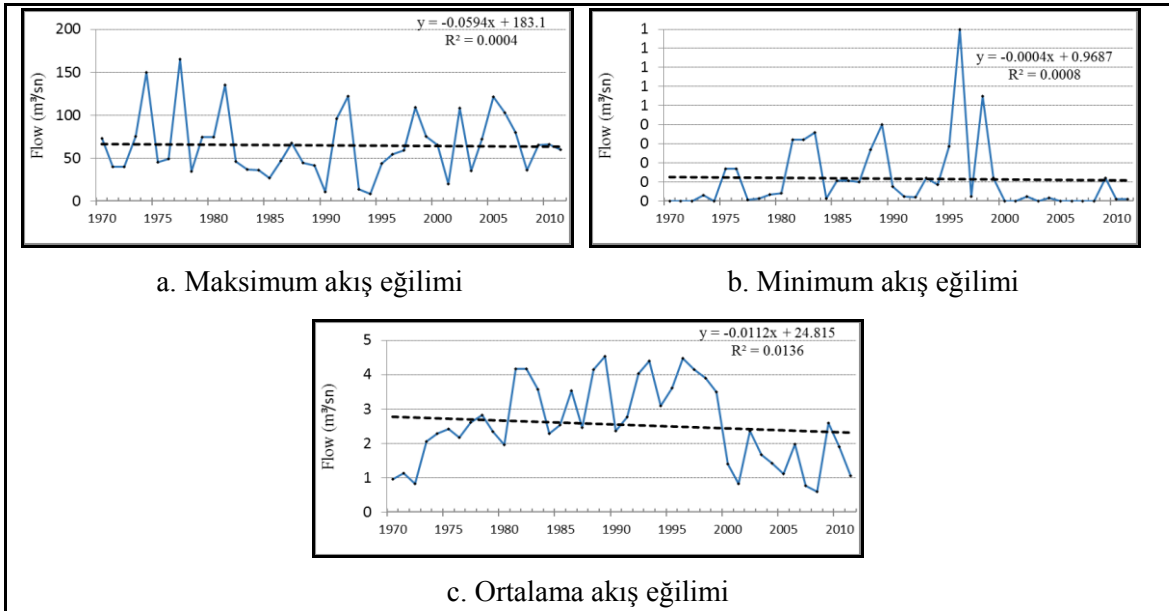 y = -0.0594x + 183.1
R² = 0.0004
200
150
100
50
0
Flow (m³/sn)
1970 1975 1980 1985 1990 1995 2000 2005 2010
a. Maksimum akış eğilimi
y = -0.0004x + 0.9687
R² = 0.0008
1
1
1
1
1
0
0
0
0
0
Flow (m³/sn)
1970 1975 1980 1985 1990 1995 2000 2005 2010
b. Minimum akış eğilimi
y = -0.0112x + 24.815
R² = 0.0136
5
4
3
2
1
0
Flow (m³/sn)
1970 1975 1980 1985 1990 1995 2000 2005 2010
c. Ortalama akış eğilimi